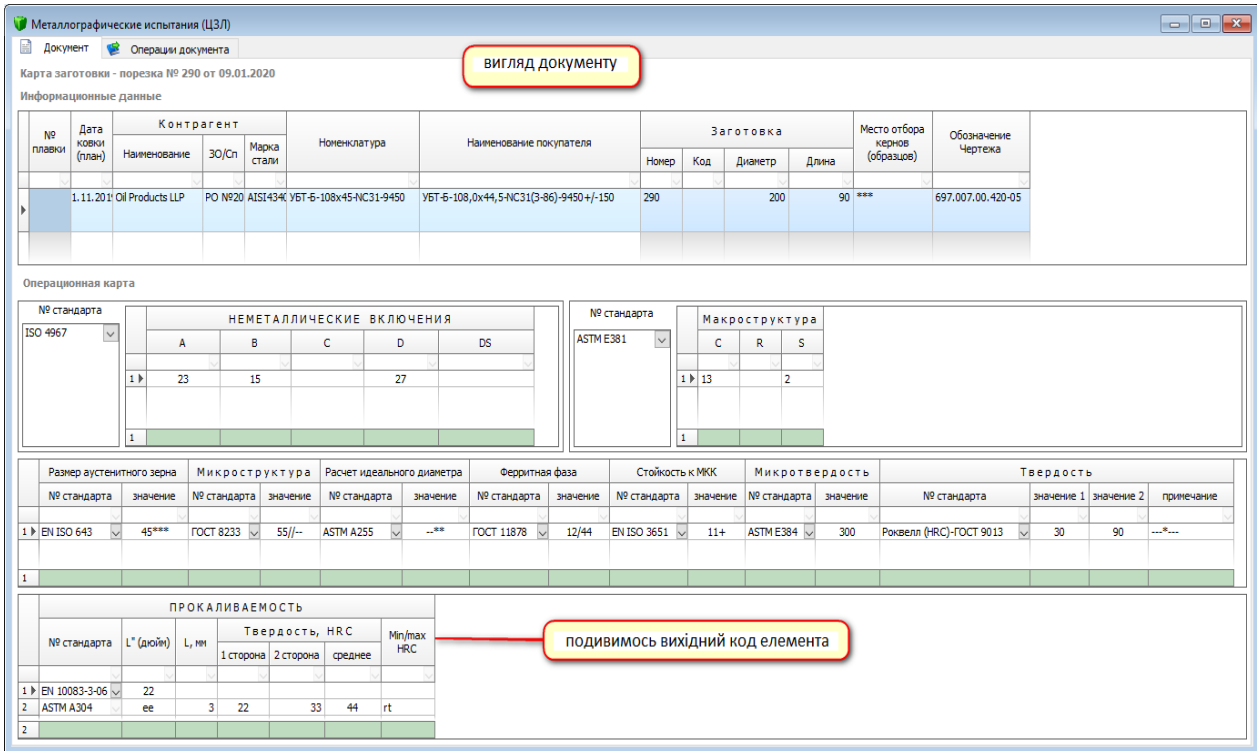 Металлографические испытания (ЦЗЛ)
Документ Операции документа
вигляд документу
Карта заготовки - порезка № 290 от 09.01.2020
Информационные данные
№ плавки Дата ковки (план) Контрагент Номенклатура Наименование покупателя Заготовка Место отбора кернов (образцов) Обозначение Чертежа
Наименование ЗО/Сп Марка стали Номер Код Диаметр Длина
1.11.201 Oil Products LLP РО №20 AISI434 УБТ-Б-108х45-NC31-9450 УБТ-Б-108,0х44,5-NC31(3-86)-9450+/-150 290 200 90 *** 697.007.00.420-05
Операционная карта
№ стандарта НЕМЕТАЛЛИЧЕСКИЕ ВКЛЮЧЕНИЯ № стандарта Макроструктура
ISO 4967 A B C D DS ASTM E381 C R S
1 23 15 27 1 13 2
1 1
Размер аустенитного зерна Микроструктура Расчет идеального диаметра Ферритная фаза Стойкость к МКК Микротвердость Твердость
№ стандарта значение № стандарта значение № стандарта значение № стандарта значение № стандарта значение № стандарта значение № стандарта значение 1 значение 2 примечание
1 EN ISO 643 45*** ГОСТ 8233 55//-- ASTM A255 --** ГОСТ 11878 12/44 EN ISO 3651 11+ ASTM E384 300 Роквелл (HRC)-ГОСТ 9013 30 90 ---*---
1
ПРОКАЛИВАЕМОСТЬ
№ стандарта L" (дюйм) L, мм Твердость, HRC Min/max HRC
1 сторона 2 сторона среднее
подивимось вихідний код елемента
1 EN 10083-3-06 22
2 ASTM A304 ee 3 22 33 44 rt
2